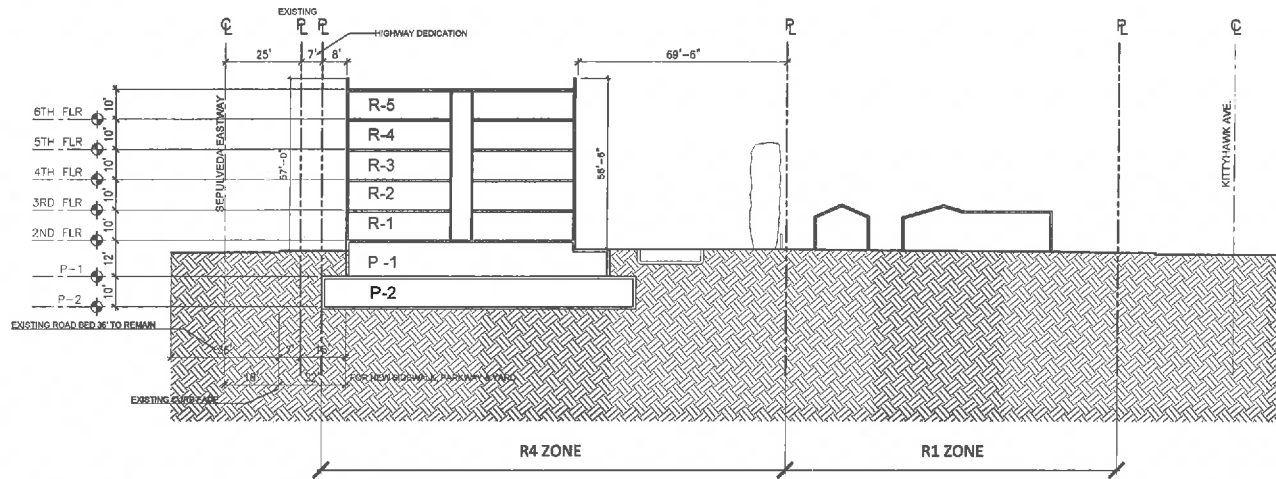 EXISTING
℄ ⅊ ⅊ ⅊ ⅊ ℄
HIGHWAY DEDICATION
25' 7' 8' 69'-6"
6TH FLR 10' R-5
5TH FLR 10' R-4
4TH FLR 10' R-3
3RD FLR 10' R-2
2ND FLR 10' R-1
P-1 12' P-1
P-2 10' P-2
SEPULVEDA EASTWAY
57'-0"
KITTYHAWK AVE.
EXISTING ROAD BED 36' TO REMAIN
7'
18'
FOR NEW SIDEWALK, PARKWAY & YARD
EXISTING CURB FACE
R4 ZONE R1 ZONE